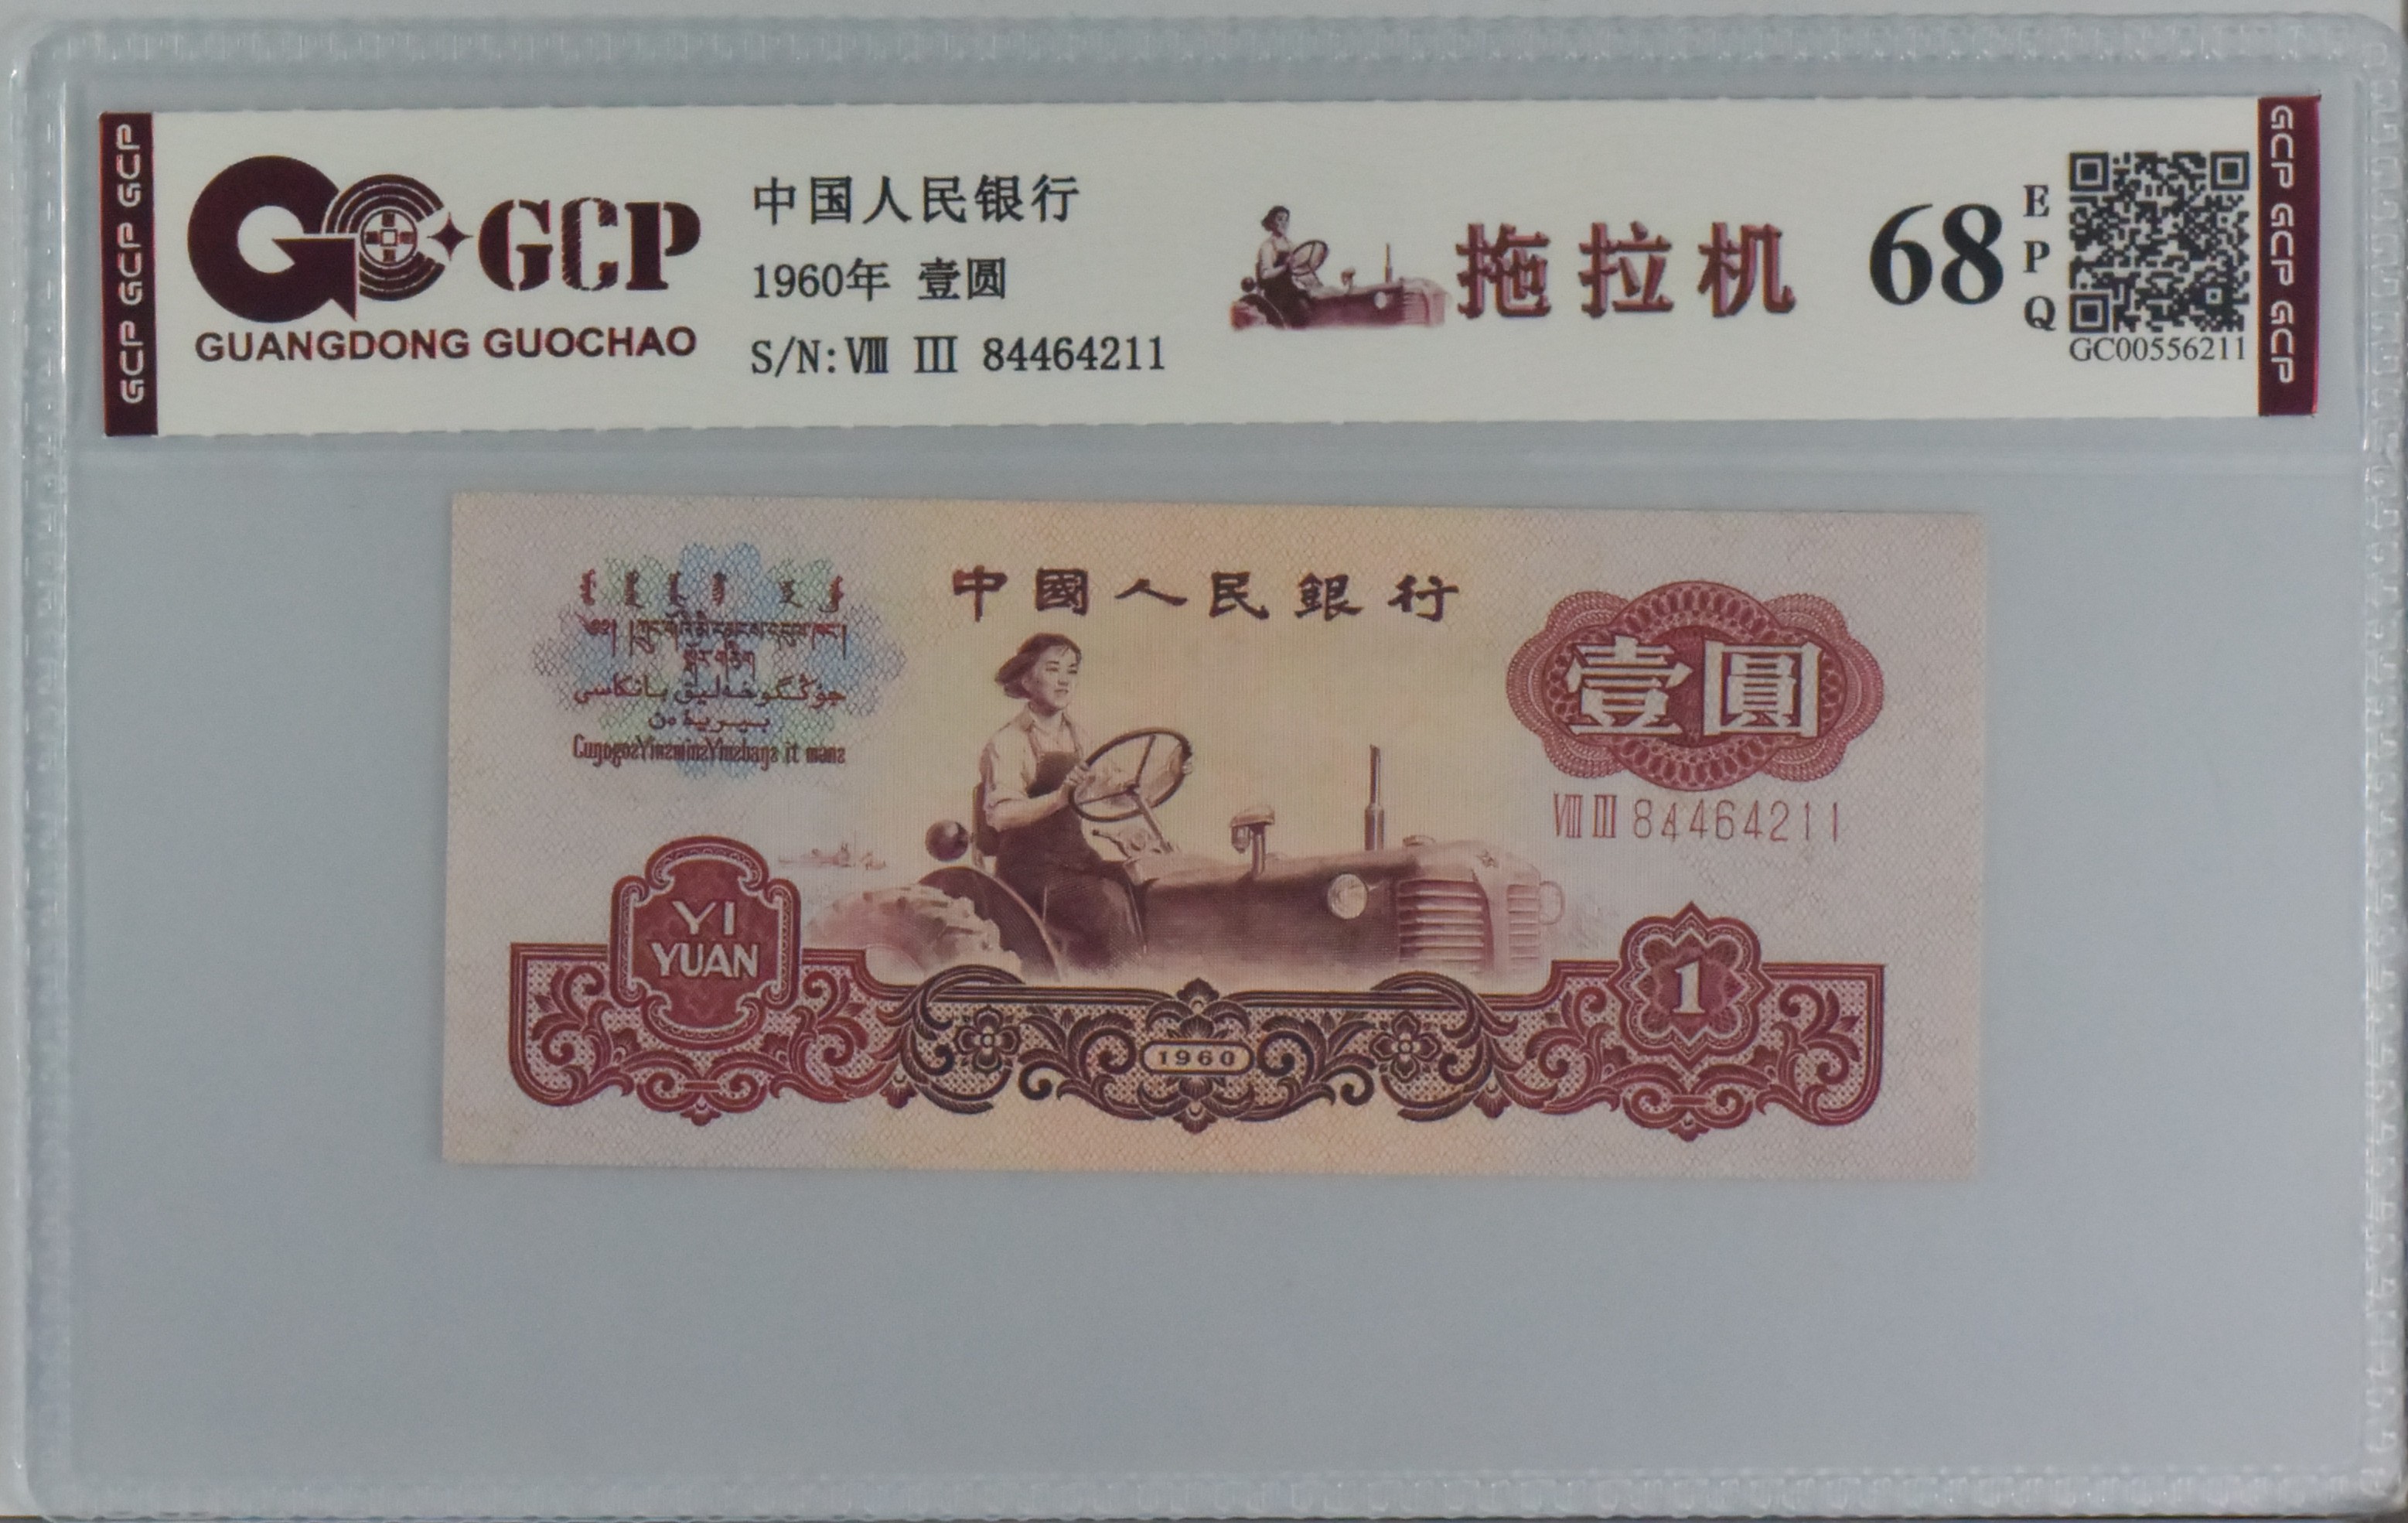 GCP GCP GCP
GCP
GUANGDONG GUOCHAO
中国人民银行
1960年 壹圆
S/N: Ⅷ Ⅲ 84464211
拖拉机
68
E
P
Q
GC00556211
GCP GCP GCP
中國人民銀行
壹圓
Ⅷ Ⅲ 84464211
YI
YUAN
1960
1